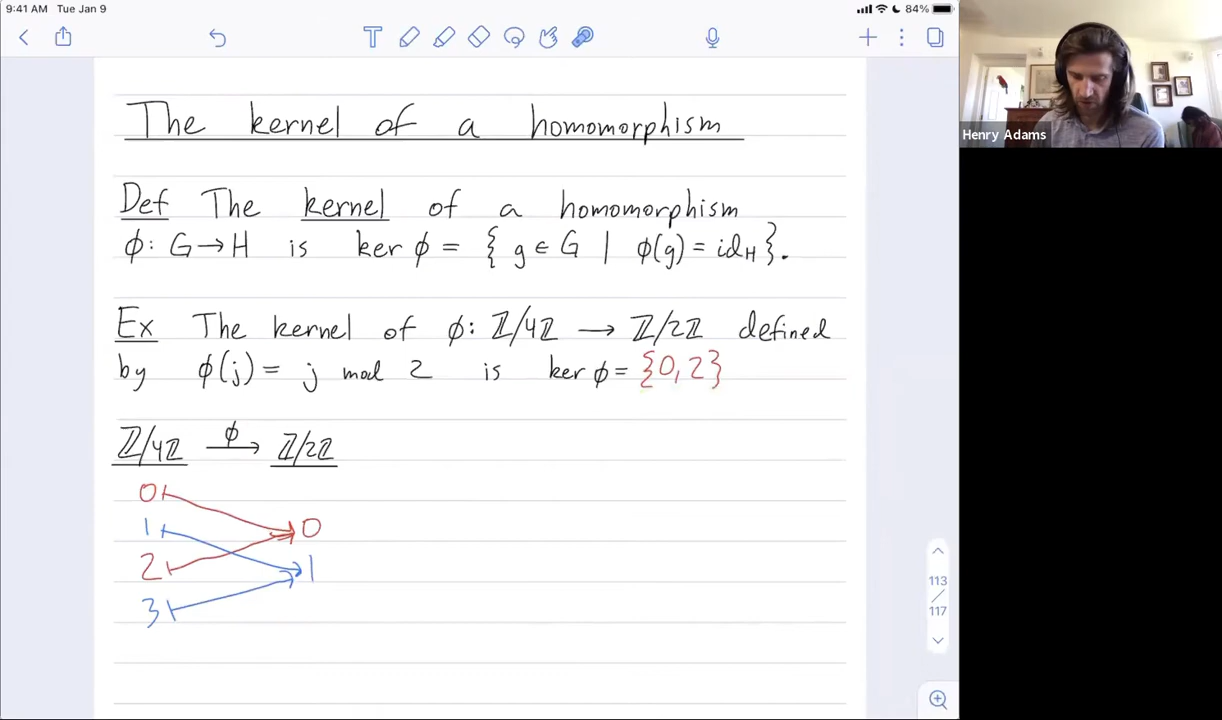 9:41 AM Tue Jan 9
84%
The kernel of a homomorphism
Def The kernel of a homomorphism
ϕ: G→H is ker ϕ = { g ∈ G | ϕ(g) = id_H }.
Ex The kernel of ϕ: ℤ/4ℤ → ℤ/2ℤ defined
by ϕ(j) = j mod 2 is ker ϕ = {0, 2}
ℤ/4ℤ ϕ→ ℤ/2ℤ
0
1 0
2 1
3
T
113
/
117
Henry Adams